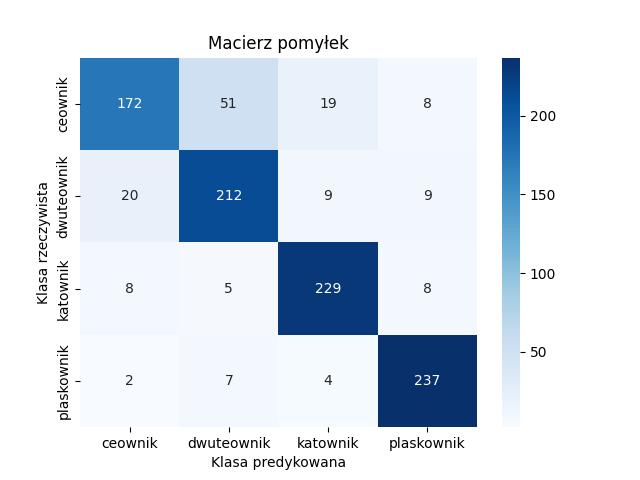 Macierz pomyłek
Klasa rzeczywista
ceownik
172 51 19 8
dwuteownik
20 212 9 9
katownik
8 5 229 8
plaskownik
2 7 4 237
ceownik dwuteownik katownik plaskownik
Klasa predykowana
200
150
100
50